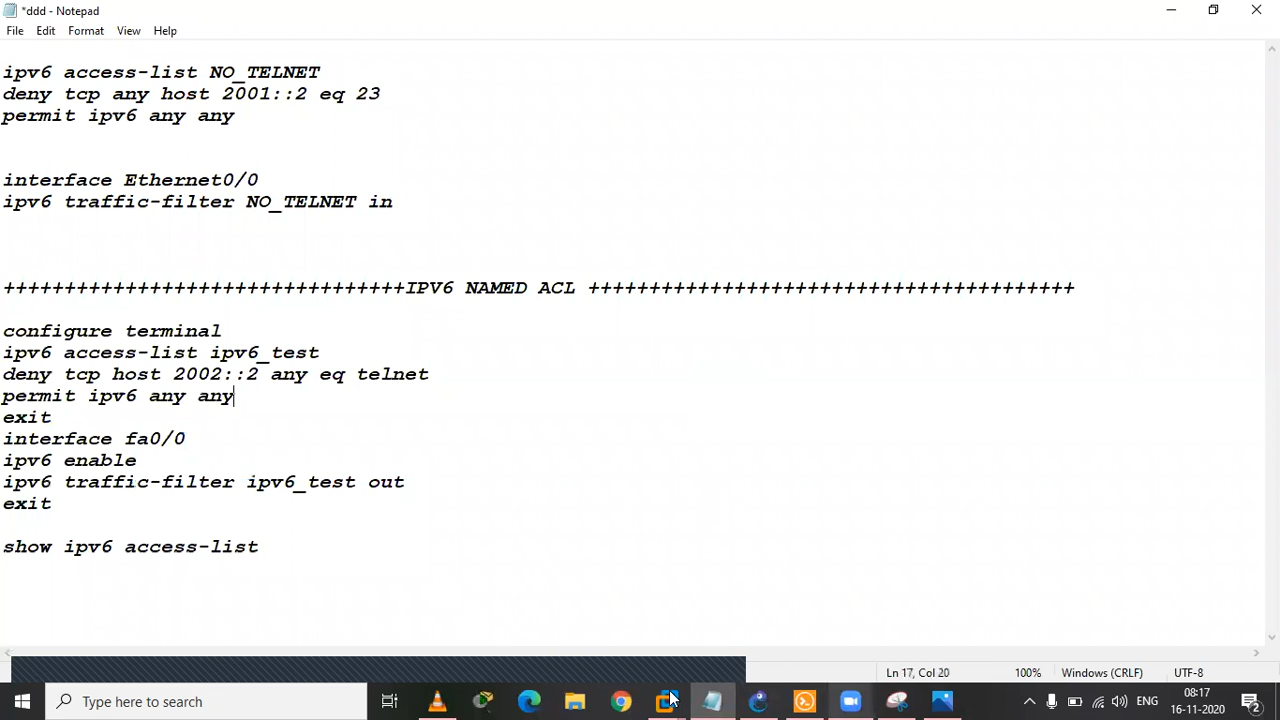 *ddd - Notepad
File Edit Format View Help
ipv6 access-list NO_TELNET
deny tcp any host 2001::2 eq 23
permit ipv6 any any
interface Ethernet0/0
ipv6 traffic-filter NO_TELNET in
+++++++++++++++++++++++++++++++++IPV6 NAMED ACL ++++++++++++++++++++++++++++++++++++++++
configure terminal
ipv6 access-list ipv6_test
deny tcp host 2002::2 any eq telnet
permit ipv6 any any
exit
interface fa0/0
ipv6 enable
ipv6 traffic-filter ipv6_test out
exit
show ipv6 access-list
Ln 17, Col 20 100% Windows (CRLF) UTF-8
Type here to search
ENG
08:17
16-11-2020
2